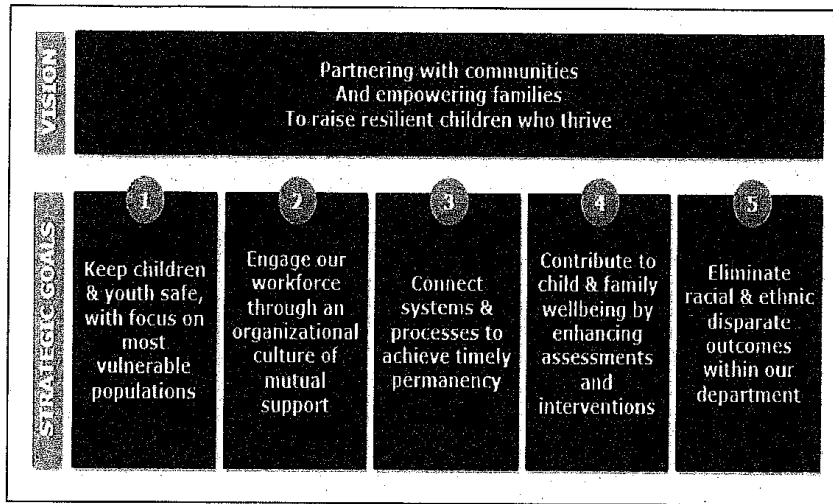 VISION
Partnering with communities
And empowering families
To raise resilient children who thrive
STRATEGIC GOALS
1
Keep children
& youth safe,
with focus on
most
vulnerable
populations
2
Engage our
workforce
through an
organizational
culture of
mutual
support
3
Connect
systems &
processes to
achieve timely
permanency
4
Contribute to
child & family
wellbeing by
enhancing
assessments
and
interventions
5
Eliminate
racial & ethnic
disparate
outcomes
within our
department